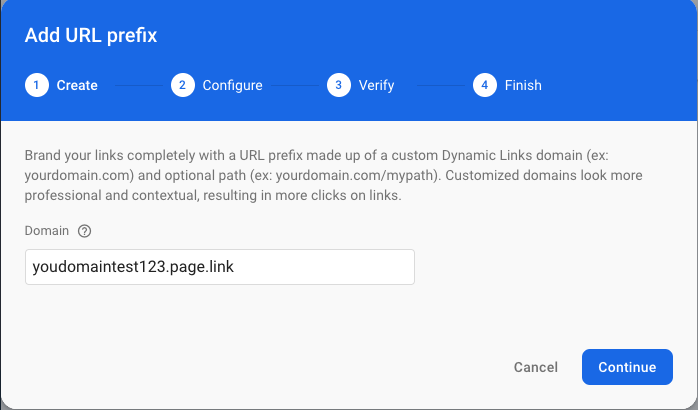 Add URL prefix
1 Create 2 Configure 3 Verify 4 Finish
Brand your links completely with a URL prefix made up of a custom Dynamic Links domain (ex:
yourdomain.com) and optional path (ex: yourdomain.com/mypath). Customized domains look more
professional and contextual, resulting in more clicks on links.
Domain ?
youdomaintest123.page.link
Cancel Continue